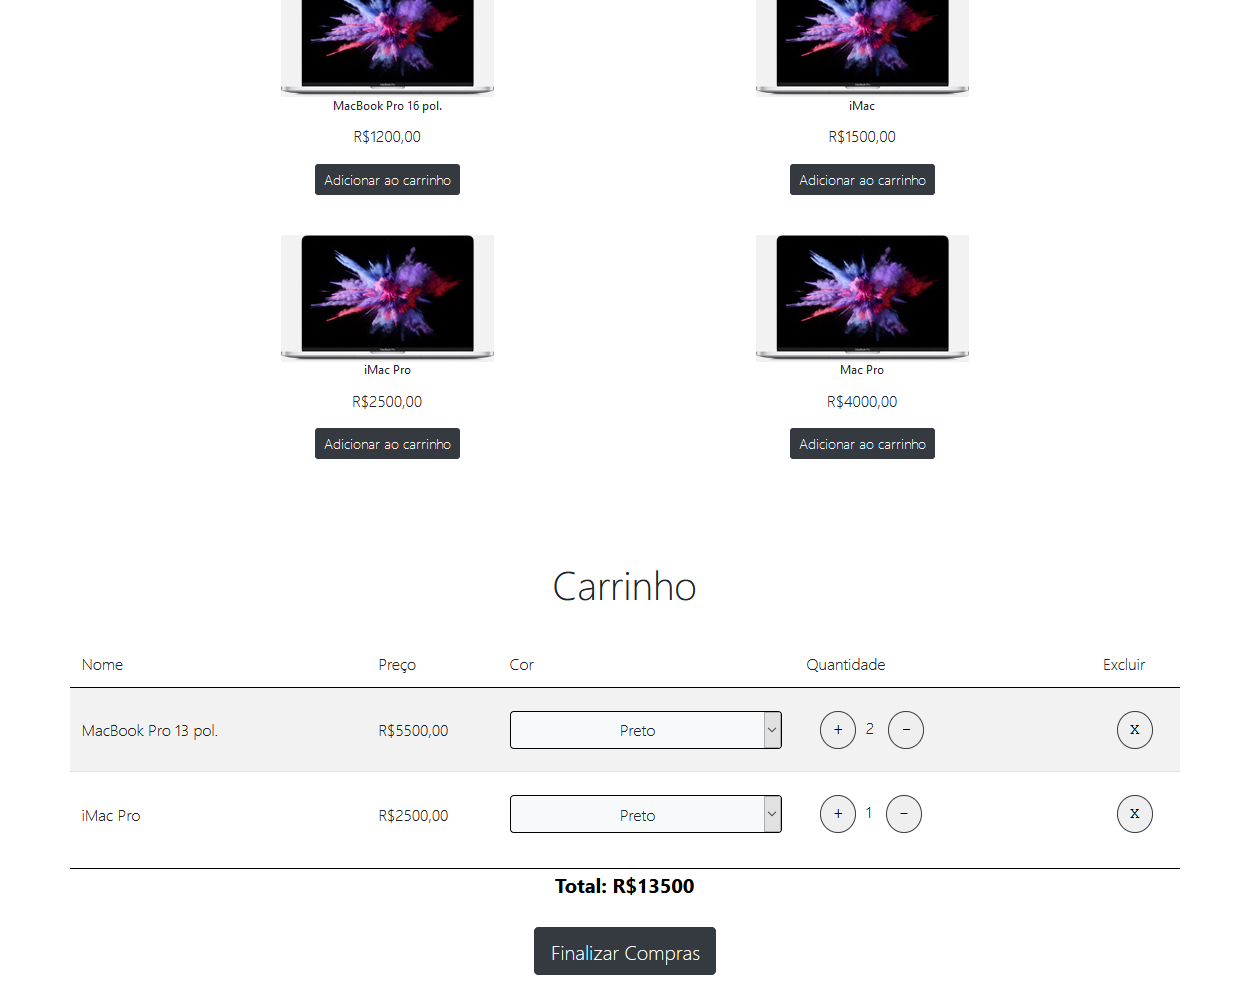 MacBook Pro 16 pol.
iMac
R$1200,00
R$1500,00
Adicionar ao carrinho
Adicionar ao carrinho
iMac Pro
Mac Pro
R$2500,00
R$4000,00
Adicionar ao carrinho
Adicionar ao carrinho
Carrinho
Nome Preço Cor Quantidade Excluir
MacBook Pro 13 pol. R$5500,00 Preto + 2 − x
iMac Pro R$2500,00 Preto + 1 − x
Total: R$13500
Finalizar Compras